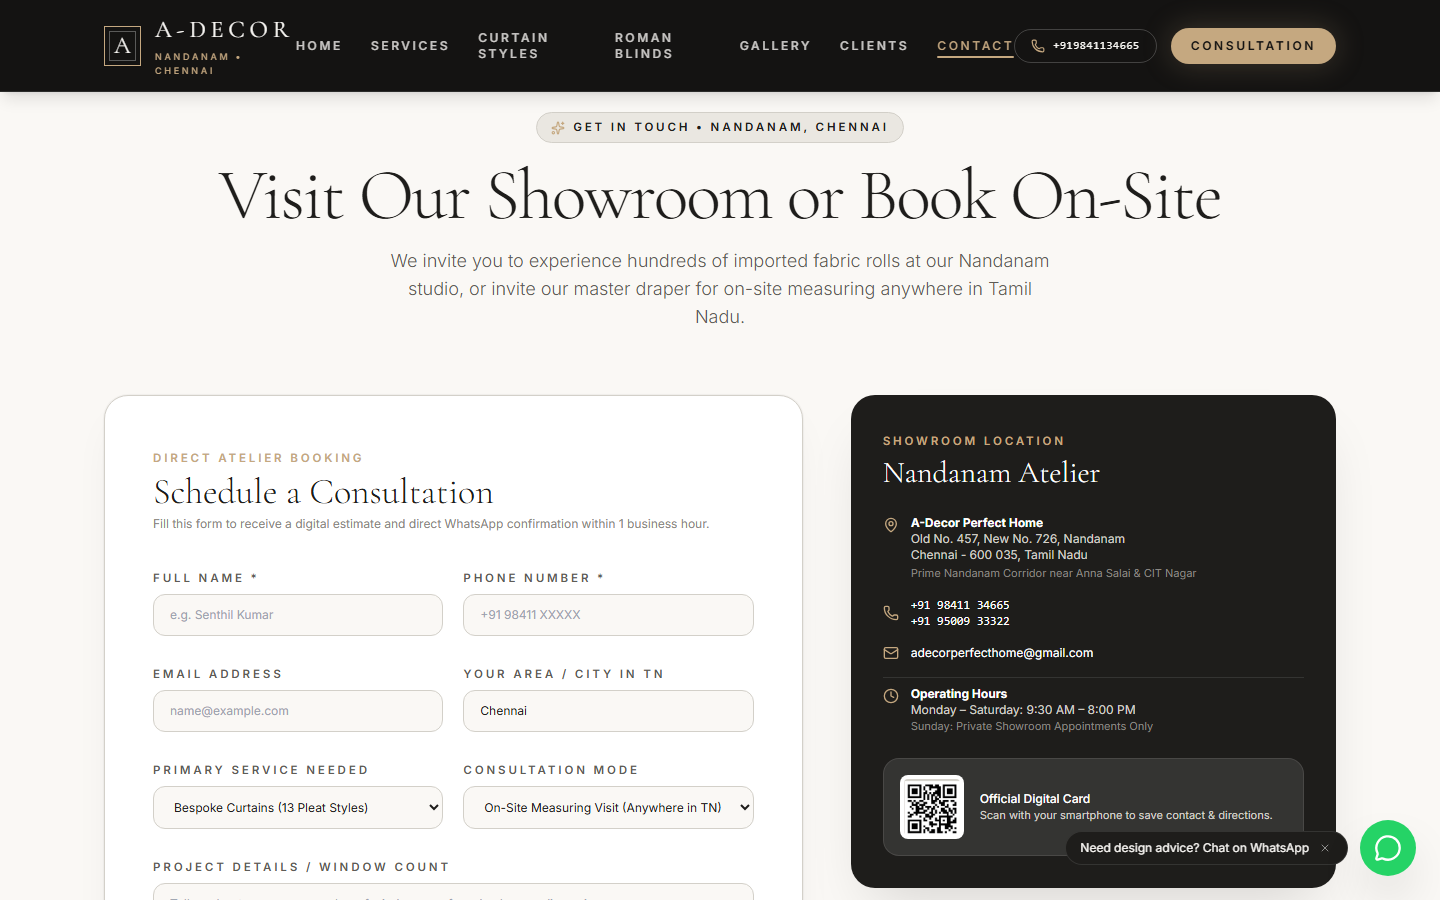 A
A-DECOR
NANDANAM •
CHENNAI
HOME
SERVICES
CURTAIN
STYLES
ROMAN
BLINDS
GALLERY
CLIENTS
CONTACT
+919841134665
CONSULTATION
GET IN TOUCH • NANDANAM, CHENNAI
Visit Our Showroom or Book On-Site
We invite you to experience hundreds of imported fabric rolls at our Nandanam
studio, or invite our master draper for on-site measuring anywhere in Tamil
Nadu.
DIRECT ATELIER BOOKING
Schedule a Consultation
Fill this form to receive a digital estimate and direct WhatsApp confirmation within 1 business hour.
FULL NAME *
PHONE NUMBER *
e.g. Senthil Kumar
+91 98411 XXXXX
EMAIL ADDRESS
YOUR AREA / CITY IN TN
name@example.com
Chennai
PRIMARY SERVICE NEEDED
CONSULTATION MODE
Bespoke Curtains (13 Pleat Styles)
On-Site Measuring Visit (Anywhere in TN)
PROJECT DETAILS / WINDOW COUNT
SHOWROOM LOCATION
Nandanam Atelier
A-Decor Perfect Home
Old No. 457, New No. 726, Nandanam
Chennai - 600 035, Tamil Nadu
Prime Nandanam Corridor near Anna Salai & CIT Nagar
+91 98411 34665
+91 95009 33322
adecorperfecthome@gmail.com
Operating Hours
Monday – Saturday: 9:30 AM – 8:00 PM
Sunday: Private Showroom Appointments Only
Official Digital Card
Scan with your smartphone to save contact & directions.
Need design advice? Chat on WhatsApp